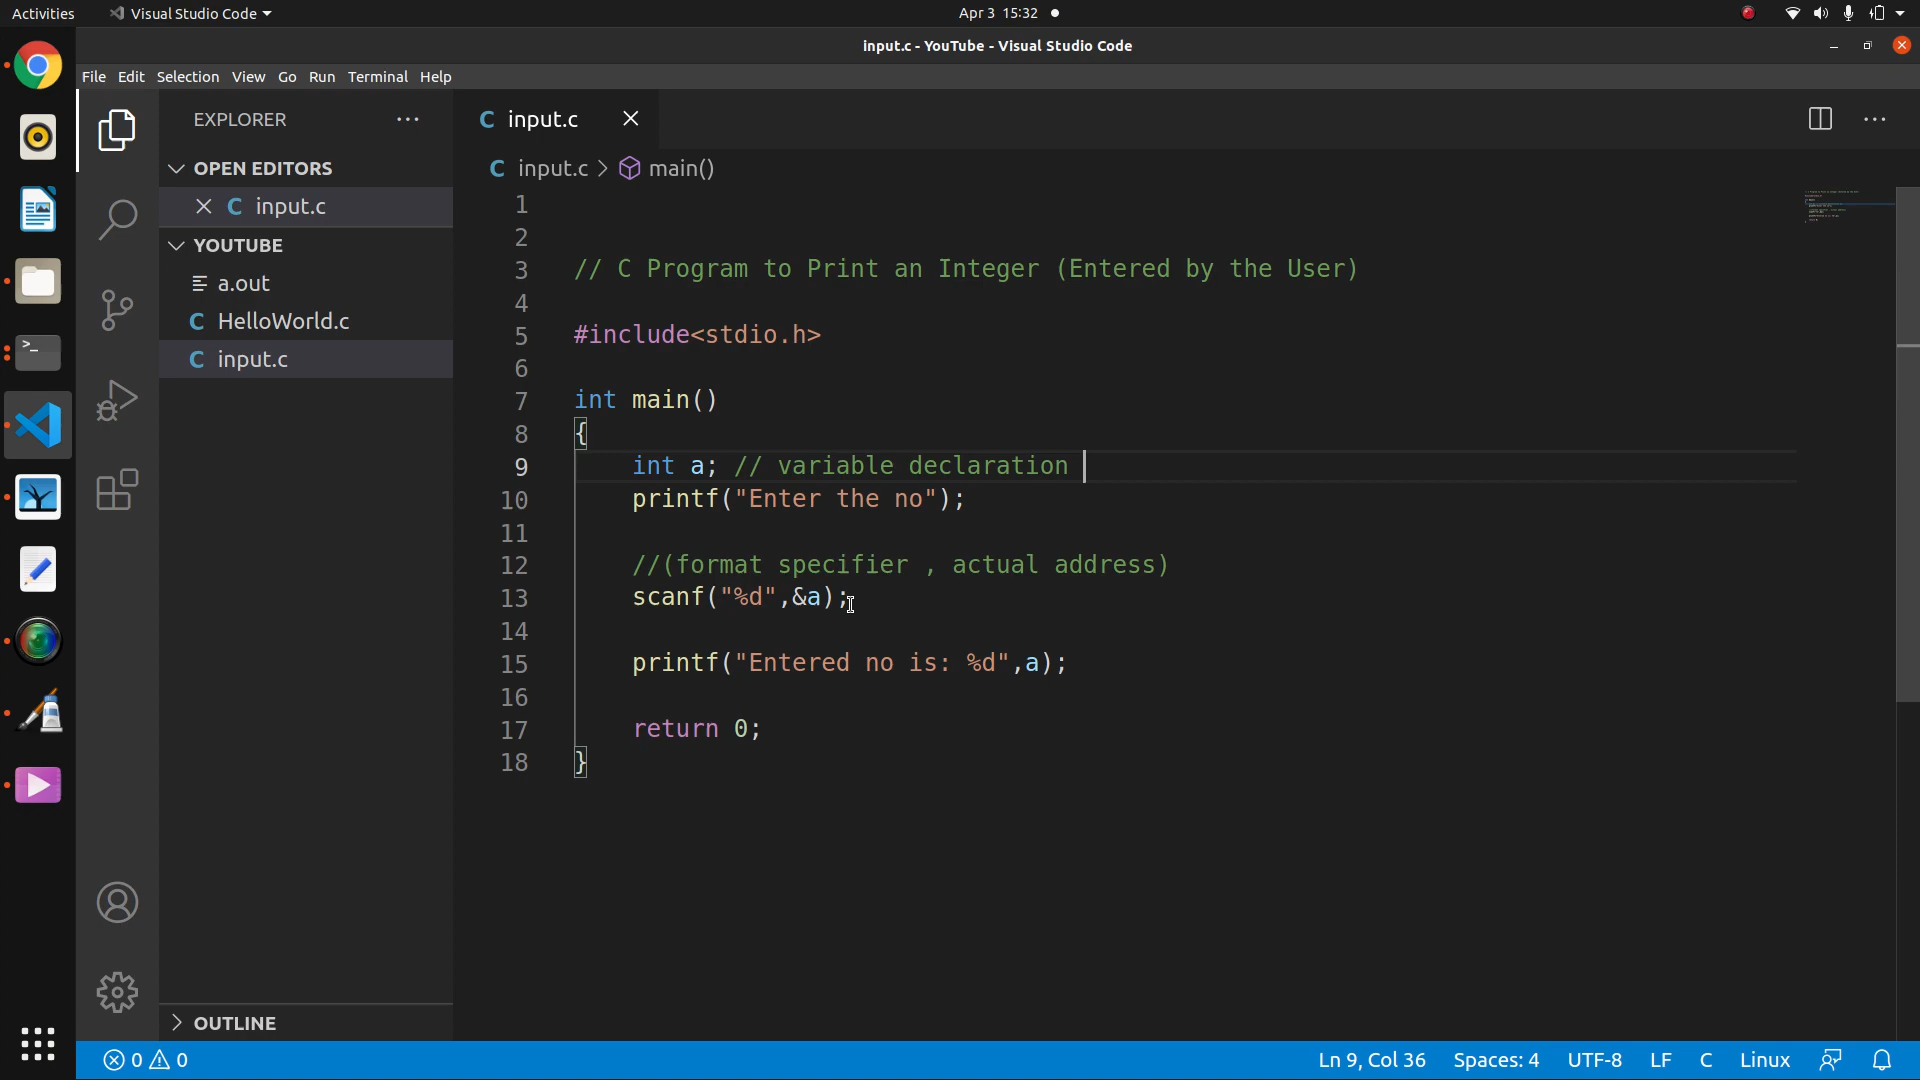 Activities
Visual Studio Code
Apr 3 15:32
input.c - YouTube - Visual Studio Code
File Edit Selection View Go Run Terminal Help
EXPLORER
OPEN EDITORS
C input.c
YOUTUBE
a.out
C HelloWorld.c
C input.c
OUTLINE
C input.c
C input.c > main()
1
2
3 // C Program to Print an Integer (Entered by the User)
4
5 #include<stdio.h>
6
7 int main()
8 {
9 int a; // variable declaration
10 printf("Enter the no");
11
12 //(format specifier , actual address)
13 scanf("%d",&a);
14
15 printf("Entered no is: %d",a);
16
17 return 0;
18 }
0 0
Ln 9, Col 36 Spaces: 4 UTF-8 LF C Linux